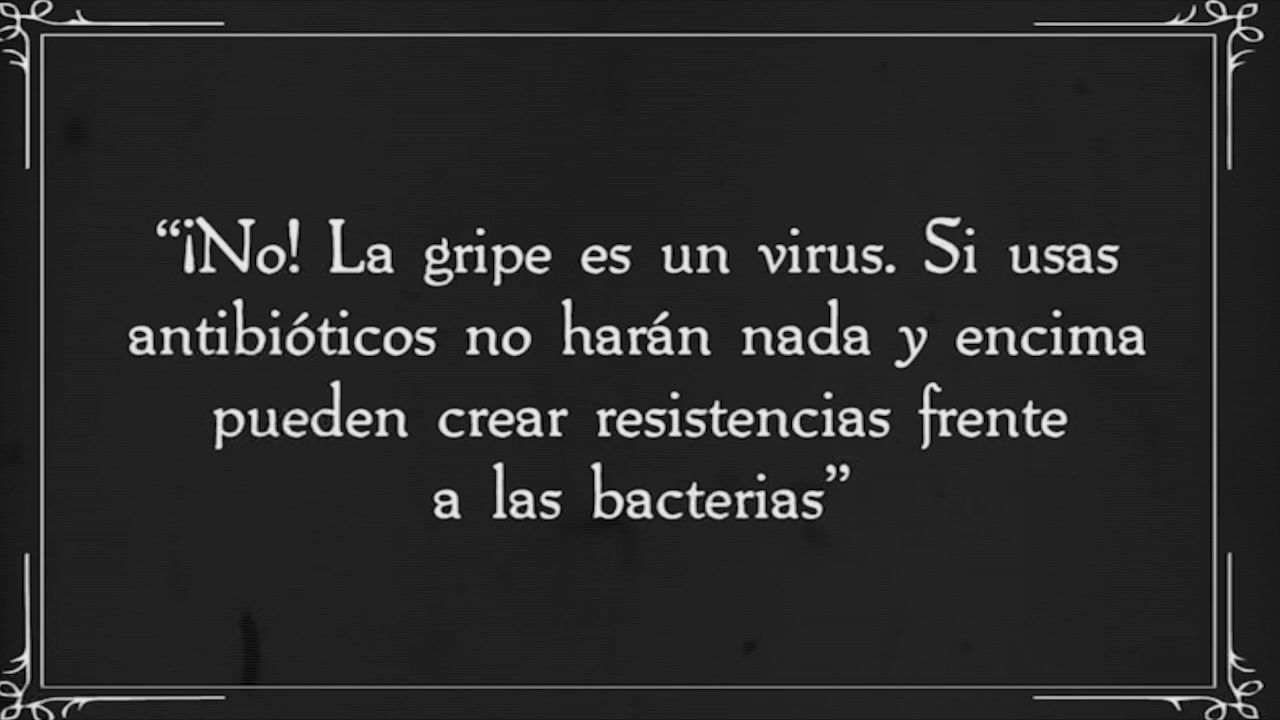 “¡No! La gripe es un virus. Si usas
antibióticos no harán nada y encima
pueden crear resistencias frente
a las bacterias”